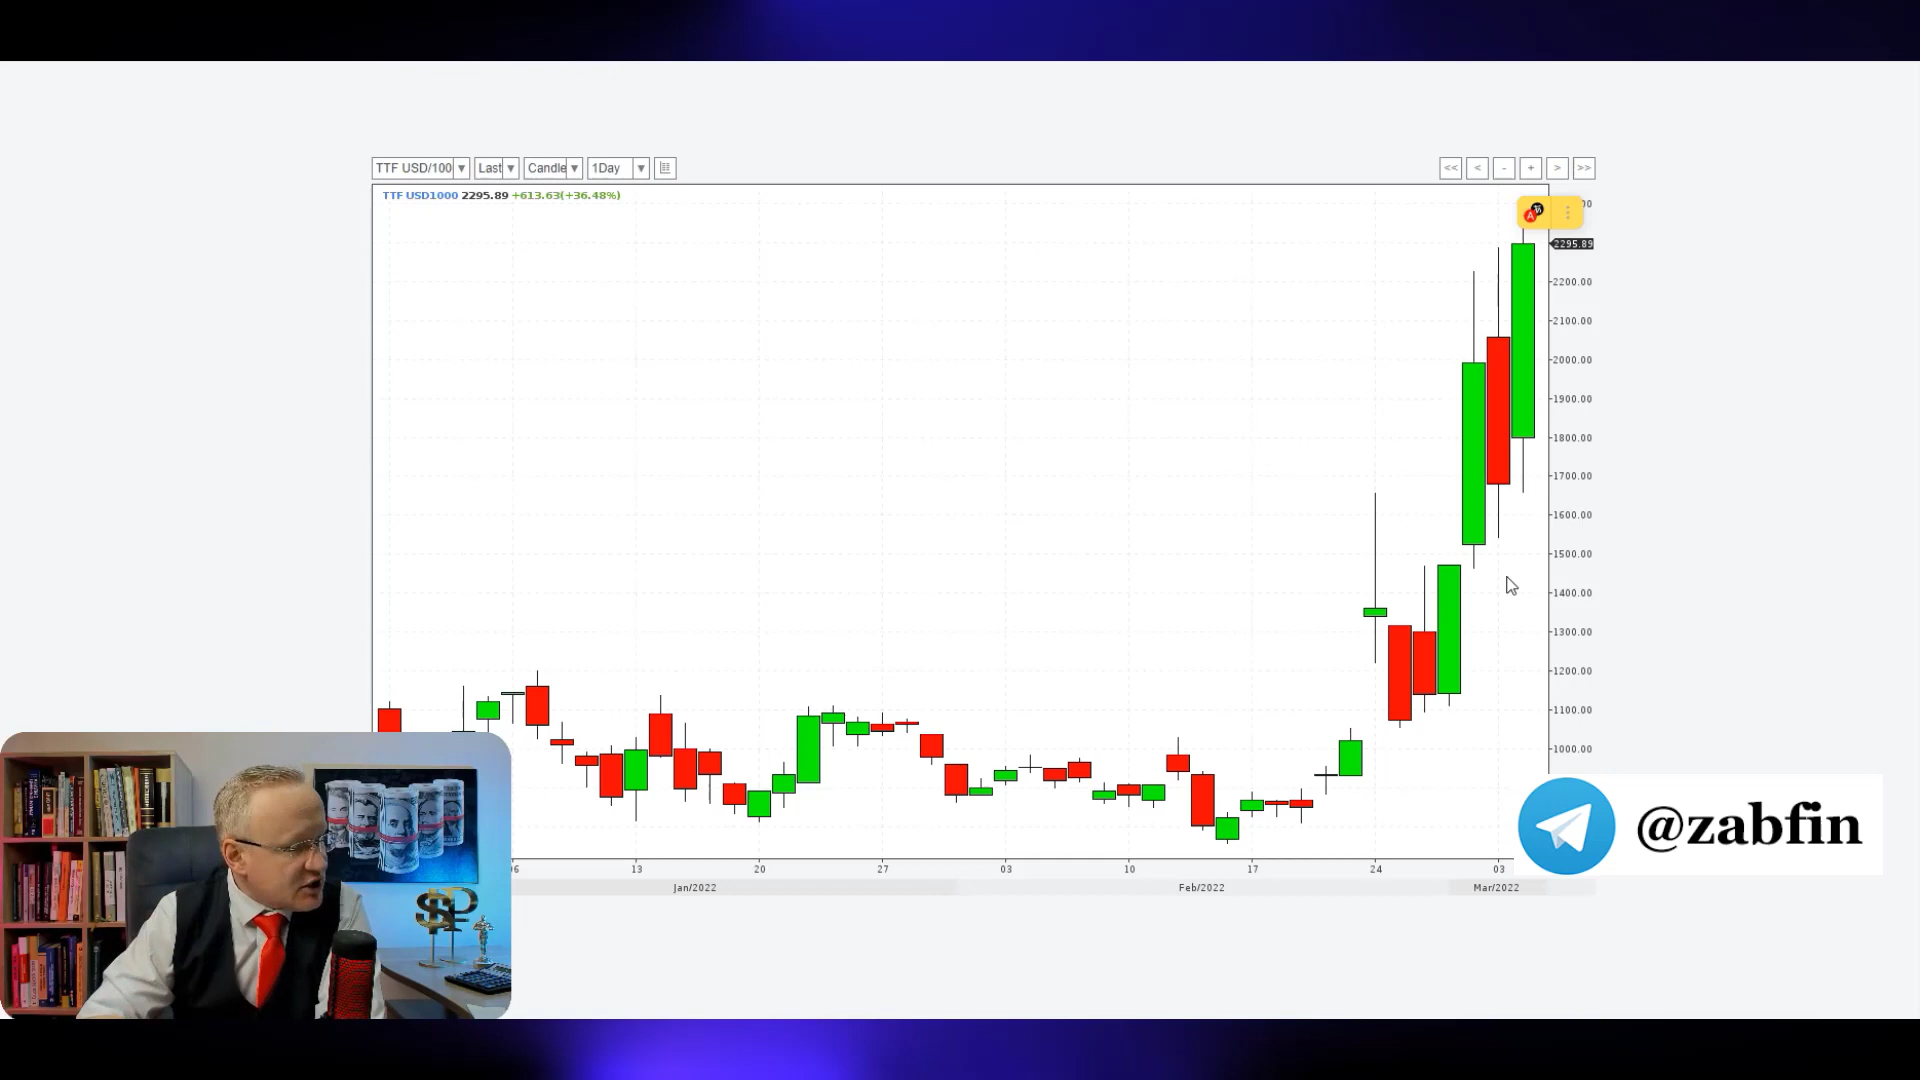 TTF USD/100 Last Candle 1Day << < - + > >>
TTF USD1000 2295.89 +613.63(+36.48%)
2295.89
2200.00
2100.00
2000.00
1900.00
1800.00
1700.00
1600.00
1500.00
1400.00
1300.00
1200.00
1100.00
1000.00
@zabfin
13 20 27 03 10 17 24 03
Jan/2022 Feb/2022 Mar/2022